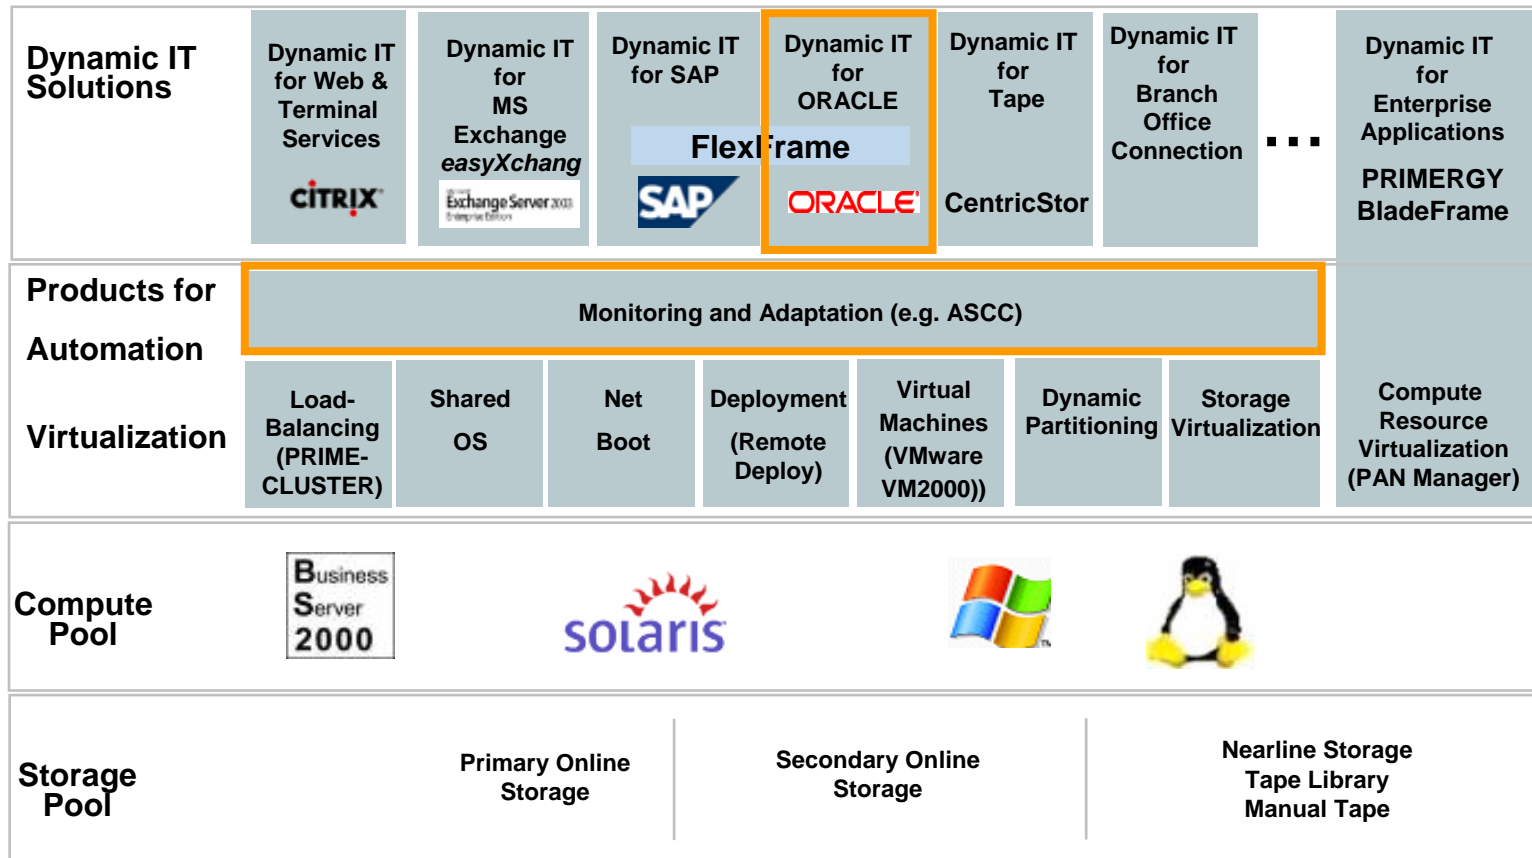 Dynamic IT
Solutions
Dynamic IT
for Web &
Terminal
Services
CITRIX
Dynamic IT
for
MS
Exchange
easyXchang
Exchange Server 2003
Enterprise Edition
Dynamic IT
for SAP
Dynamic IT
for
ORACLE
FlexFrame
SAP
ORACLE
Dynamic IT
for
Tape
CentricStor
Dynamic IT
for
Branch
Office
Connection
...
Dynamic IT
for
Enterprise
Applications
PRIMERGY
BladeFrame
Products for
Automation
Virtualization
Monitoring and Adaptation (e.g. ASCC)
Load-
Balancing
(PRIME-
CLUSTER)
Shared
OS
Net
Boot
Deployment
(Remote
Deploy)
Virtual
Machines
(VMware
VM2000))
Dynamic
Partitioning
Storage
Virtualization
Compute
Resource
Virtualization
(PAN Manager)
Compute
Pool
Business
Server
2000
solaris
Storage
Pool
Primary Online
Storage
Secondary Online
Storage
Nearline Storage
Tape Library
Manual Tape